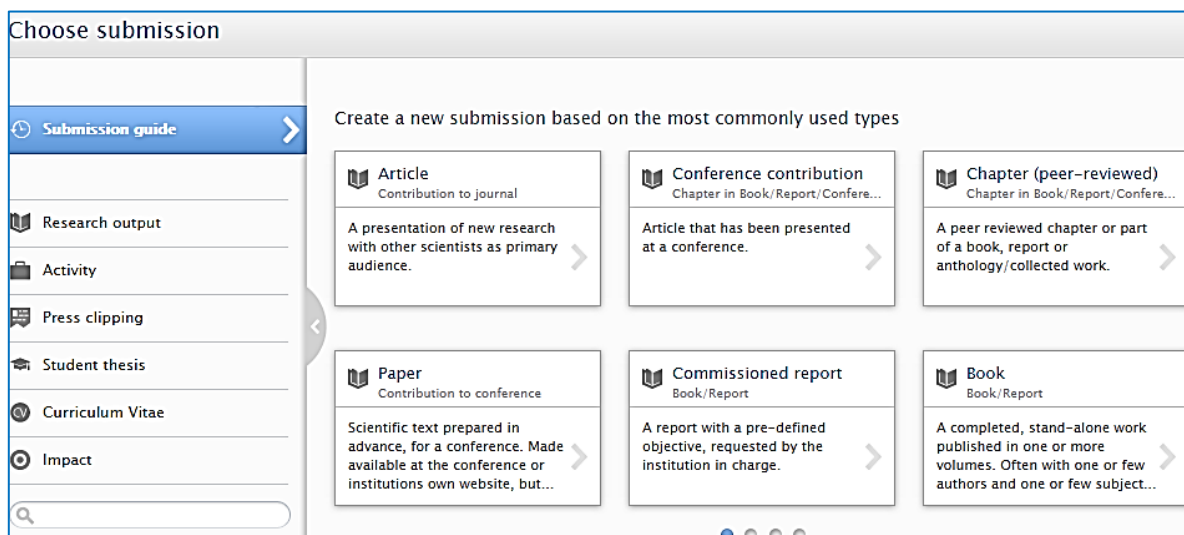 Choose submission
Submission guide
Research output
Activity
Press clipping
Student thesis
CV Curriculum Vitae
Impact
Create a new submission based on the most commonly used types
Article
Contribution to journal
A presentation of new research
with other scientists as primary
audience.
Conference contribution
Chapter in Book/Report/Confere...
Article that has been presented
at a conference.
Chapter (peer-reviewed)
Chapter in Book/Report/Confere...
A peer reviewed chapter or part
of a book, report or
anthology/collected work.
Paper
Contribution to conference
Scientific text prepared in
advance, for a conference. Made
available at the conference or
institutions own website, but...
Commissioned report
Book/Report
A report with a pre-defined
objective, requested by the
institution in charge.
Book
Book/Report
A completed, stand-alone work
published in one or more
volumes. Often with one or few
authors and one or few subject...